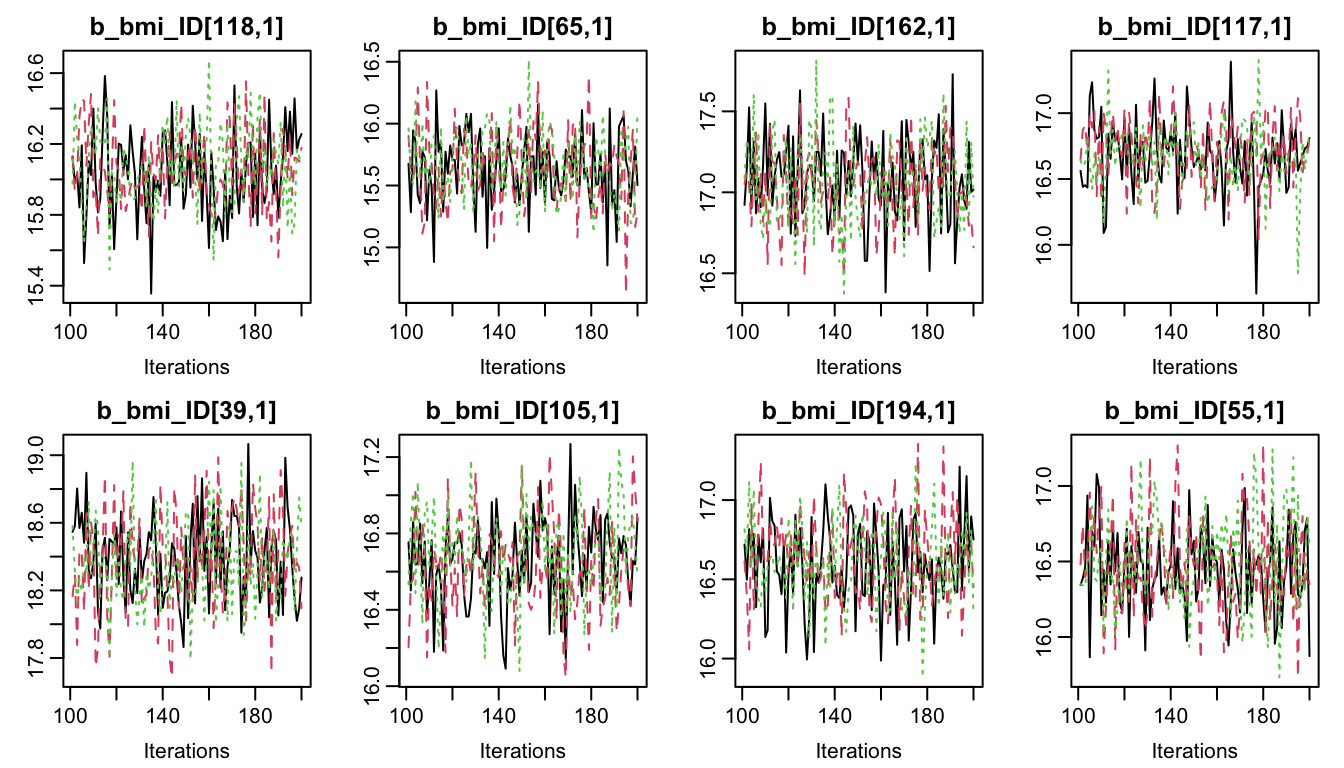 b_bmi_ID[118,1] b_bmi_ID[65,1] b_bmi_ID[162,1] b_bmi_ID[117,1]
15.4 15.8 16.2 16.6
15.0 15.5 16.0 16.5
16.5 17.0 17.5
16.0 16.5 17.0
100 140 180 100 140 180 100 140 180 100 140 180
Iterations Iterations Iterations Iterations
b_bmi_ID[39,1] b_bmi_ID[105,1] b_bmi_ID[194,1] b_bmi_ID[55,1]
17.8 18.2 18.6 19.0
16.0 16.4 16.8 17.2
16.0 16.5 17.0
16.0 16.5 17.0
100 140 180 100 140 180 100 140 180 100 140 180
Iterations Iterations Iterations Iterations